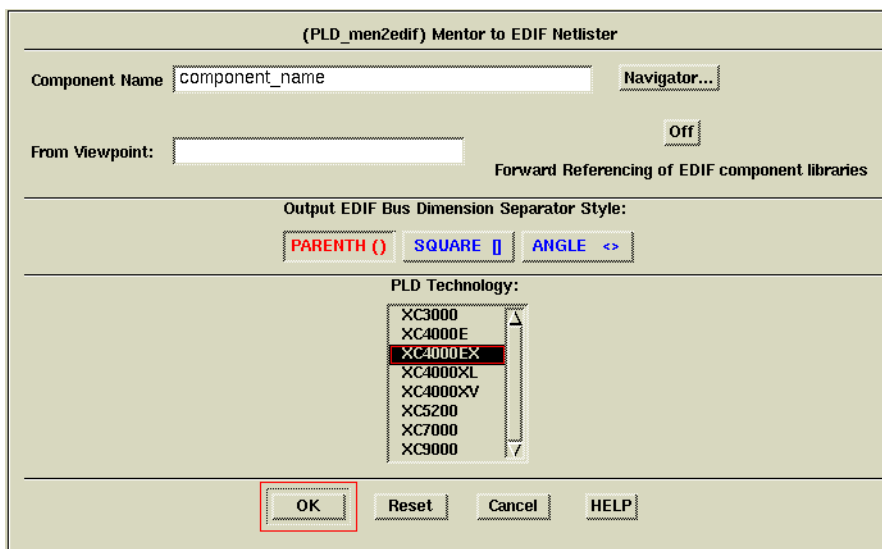 (PLD_men2edif) Mentor to EDIF Netlister
Component Name component_name Navigator...
Off
From Viewpoint:
Forward Referencing of EDIF component libraries
Output EDIF Bus Dimension Separator Style:
PARENTH () SQUARE [] ANGLE <>
PLD Technology:
XC3000
XC4000E
XC4000EX
XC4000XL
XC4000XV
XC5200
XC7000
XC9000
OK Reset Cancel HELP